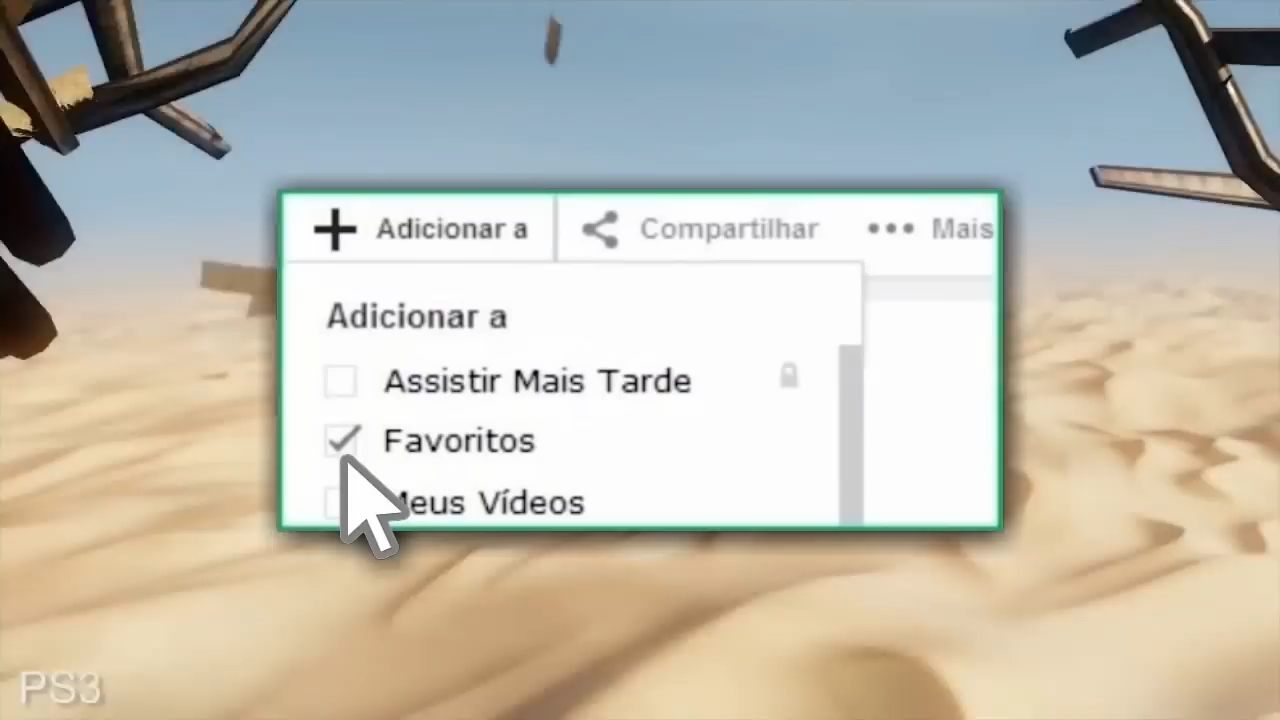 Adicionar a Compartilhar ••• Mais
Adicionar a
Assistir Mais Tarde
Favoritos
Meus Vídeos
PS3